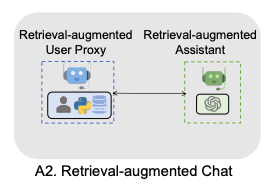 Retrieval-augmented Retrieval-augmented
User Proxy Assistant
A2. Retrieval-augmented Chat